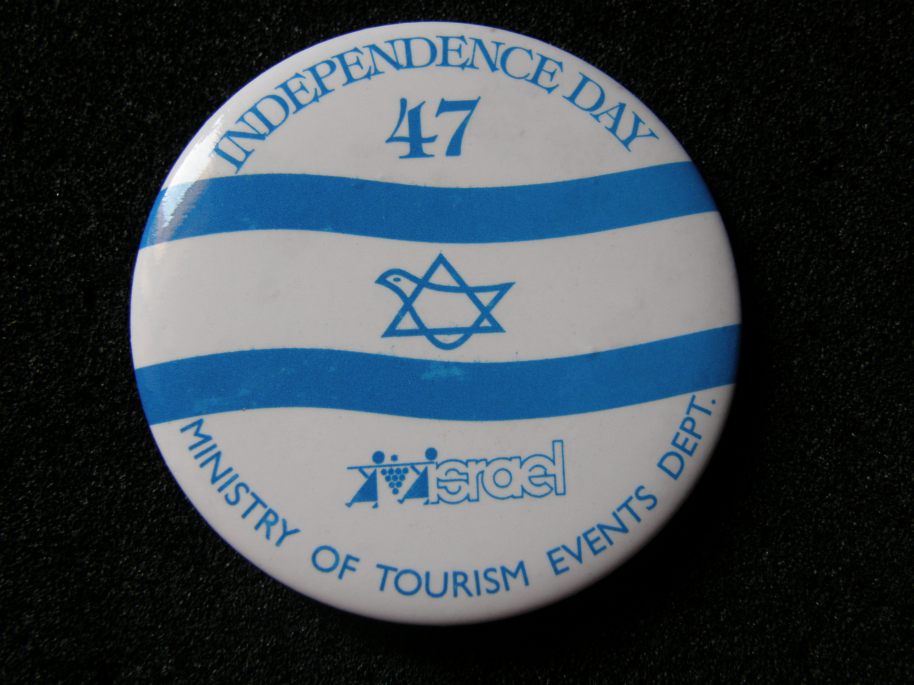 INDEPENDENCE DAY
47
israel
MINISTRY OF TOURISM EVENTS DEPT.